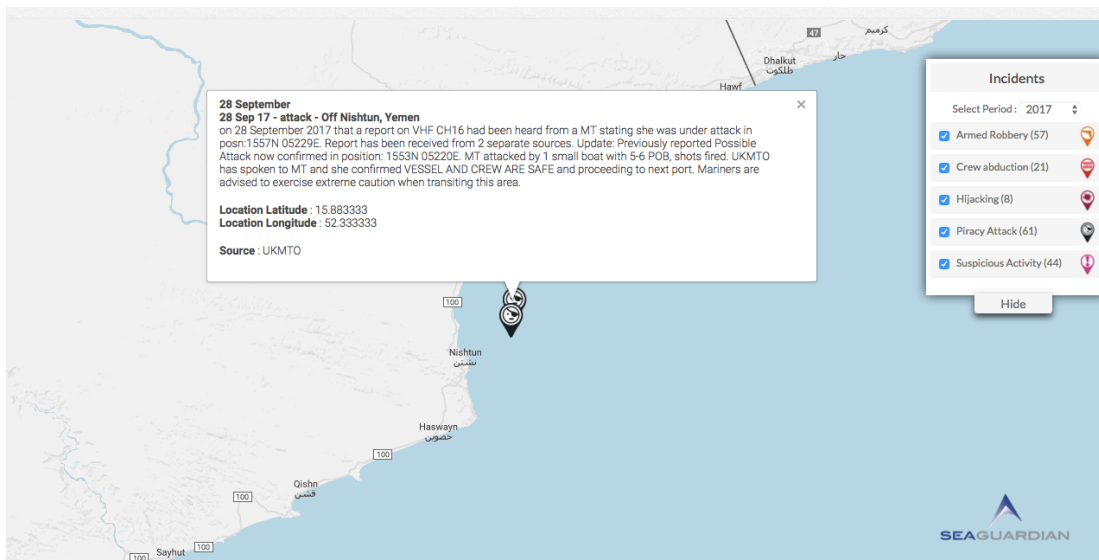 47
كرميم
Dhalkut
ظلكوت
جار
Hawf
28 September
28 Sep 17 - attack - Off Nishtun, Yemen
on 28 September 2017 that a report on VHF CH16 had been heard from a MT stating she was under attack in
posn:1557N 05229E. Report has been received from 2 separate sources. Update: Previously reported Possible
Attack now confirmed in position: 1553N 05220E. MT attacked by 1 small boat with 5-6 POB, shots fired. UKMTO
has spoken to MT and she confirmed VESSEL AND CREW ARE SAFE and proceeding to next port. Mariners are
advised to exercise extreme caution when transiting this area.
Location Latitude : 15.883333
Location Longitude : 52.333333
Source : UKMTO
Incidents
Select Period : 2017
Armed Robbery (57)
Crew abduction (21)
Hijacking (8)
Piracy Attack (61)
Suspicious Activity (44)
Hide
100
Nishtun
نشتن
Haswayn
حصوين
100
Qishn
قشن
100
Sayhut
100
100
SEAGUARDIAN